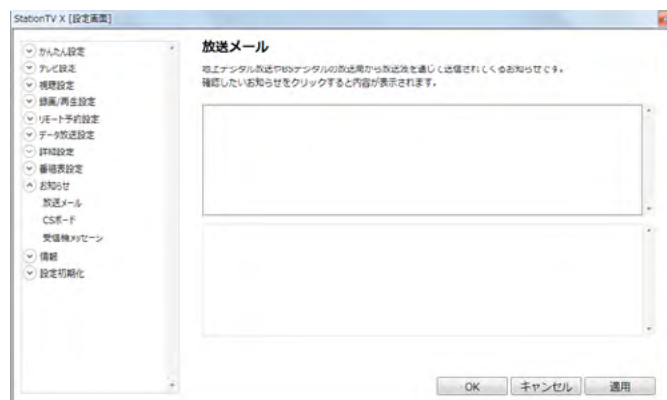 StationTV X [設定画面]
かんたん設定
テレビ設定
視聴設定
録画/再生設定
リモート予約設定
データ放送設定
詳細設定
番組表設定
お知らせ
放送メール
CSボード
受信機メッセージ
情報
設定初期化
放送メール
地上デジタル放送やBSデジタルの放送局から放送波を通じて送信されてくるお知らせです。
確認したいお知らせをクリックすると内容が表示されます。
OK
キャンセル
適用